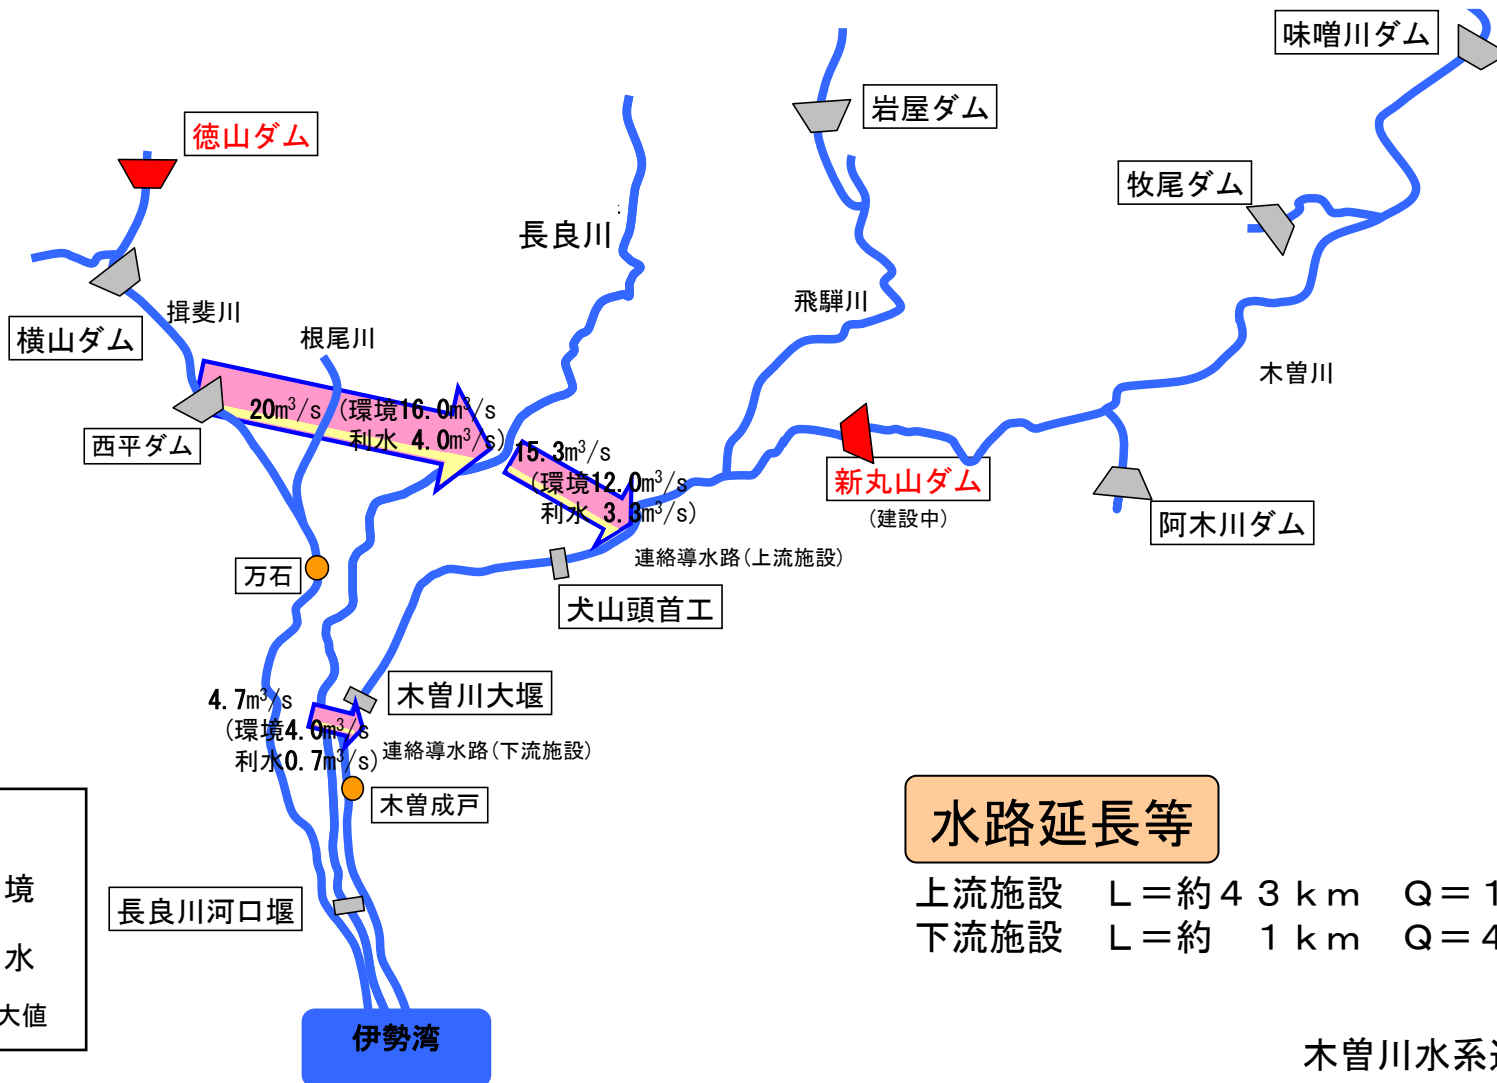 味噌川ダム
岩屋ダム
徳山ダム
牧尾ダム
長良川
飛騨川
揖斐川
横山ダム
根尾川
木曽川
20m³/s (環境16.0m³/s
利水 4.0m³/s)
西平ダム
15.3m³/s
(環境12.0m³/s
利水 3.3m³/s)
新丸山ダム
(建設中)
阿木川ダム
連絡導水路(上流施設)
万石
犬山頭首工
木曽川大堰
4.7m³/s
(環境4.0m³/s
利水0.7m³/s)
連絡導水路(下流施設)
木曽成戸
水路延長等
境
上流施設 L=約43km Q=1
長良川河口堰
下流施設 L=約 1km Q=4
水
大値
伊勢湾
木曽川水系